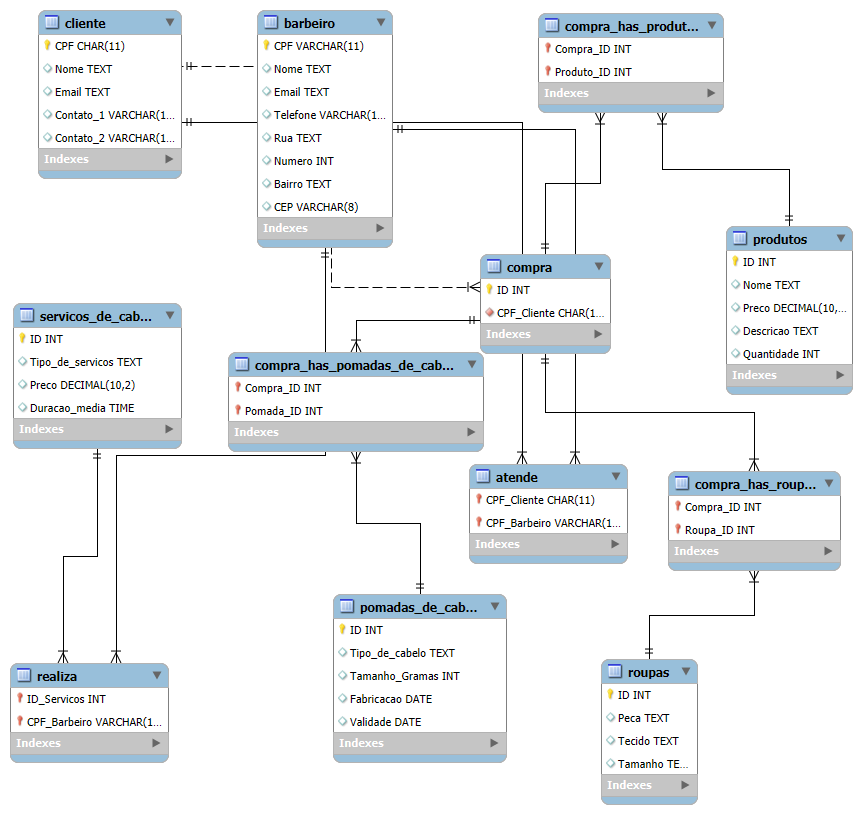 cliente
CPF CHAR(11)
Nome TEXT
Email TEXT
Contato_1 VARCHAR(1...
Contato_2 VARCHAR(1...
Indexes
barbeiro
CPF VARCHAR(11)
Nome TEXT
Email TEXT
Telefone VARCHAR(1...
Rua TEXT
Numero INT
Bairro TEXT
CEP VARCHAR(8)
Indexes
compra_has_produt...
Compra_ID INT
Produto_ID INT
Indexes
produtos
ID INT
Nome TEXT
Preco DECIMAL(10,...
Descricao TEXT
Quantidade INT
Indexes
compra
ID INT
CPF_Cliente CHAR(1...
Indexes
servicos_de_cab...
ID INT
Tipo_de_servicos TEXT
Preco DECIMAL(10,2)
Duracao_media TIME
Indexes
compra_has_pomadas_de_cab...
Compra_ID INT
Pomada_ID INT
Indexes
atende
CPF_Cliente CHAR(11)
CPF_Barbeiro VARCHAR(1...
Indexes
compra_has_roup...
Compra_ID INT
Roupa_ID INT
Indexes
pomadas_de_cab...
ID INT
Tipo_de_cabelo TEXT
Tamanho_Gramas INT
Fabricacao DATE
Validade DATE
Indexes
realiza
ID_Servicos INT
CPF_Barbeiro VARCHAR(1...
Indexes
roupas
ID INT
Peca TEXT
Tecido TEXT
Tamanho TE...
Indexes